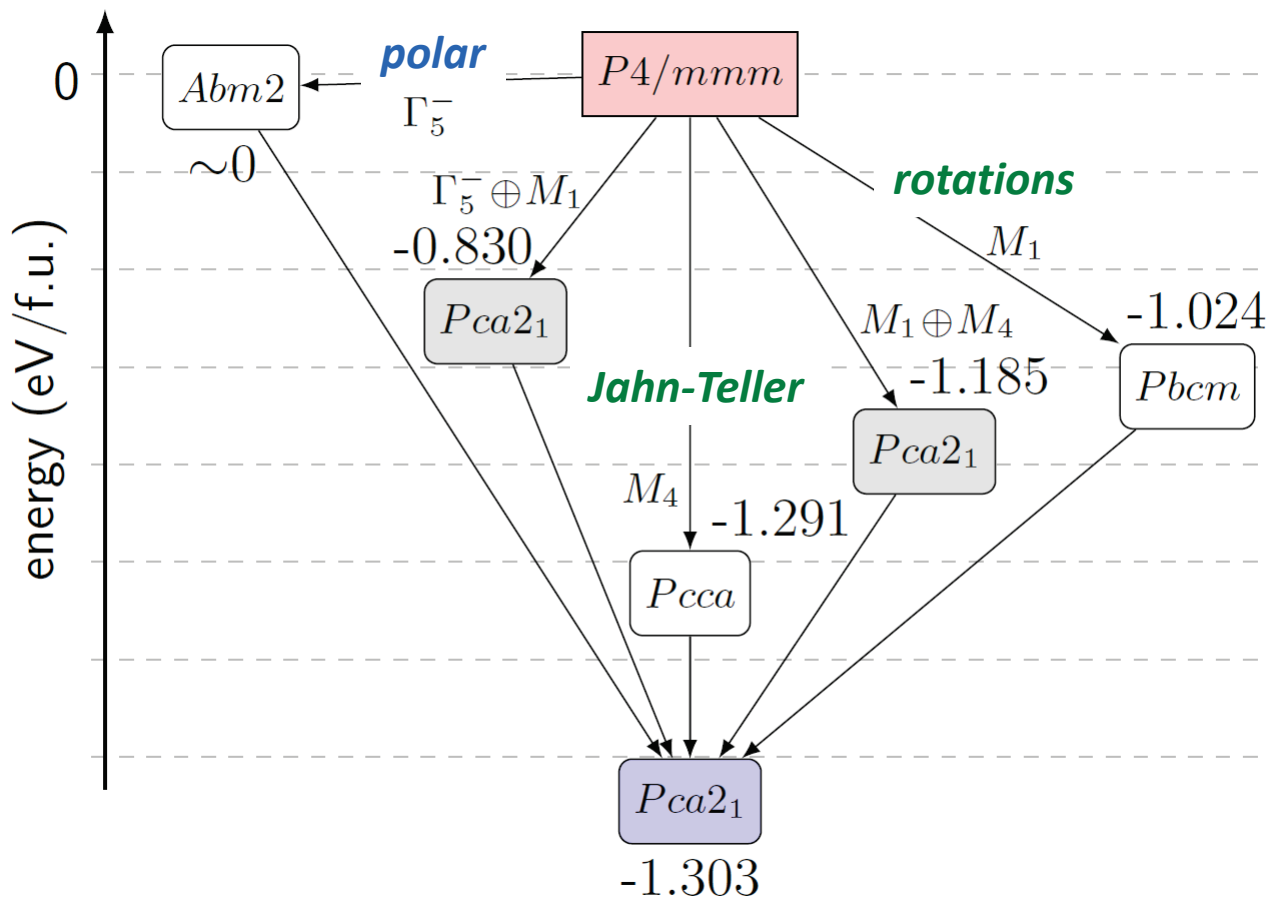 0
energy (eV/f.u.)
Abm2
~0
polar
Γ₅⁻
P4/mmm
Γ₅⁻⊕M₁
-0.830
Pca2₁
rotations
M₁
-1.024
Pbcm
M₁⊕M₄
-1.185
Pca2₁
Jahn-Teller
M₄
-1.291
Pcca
Pca2₁
-1.303